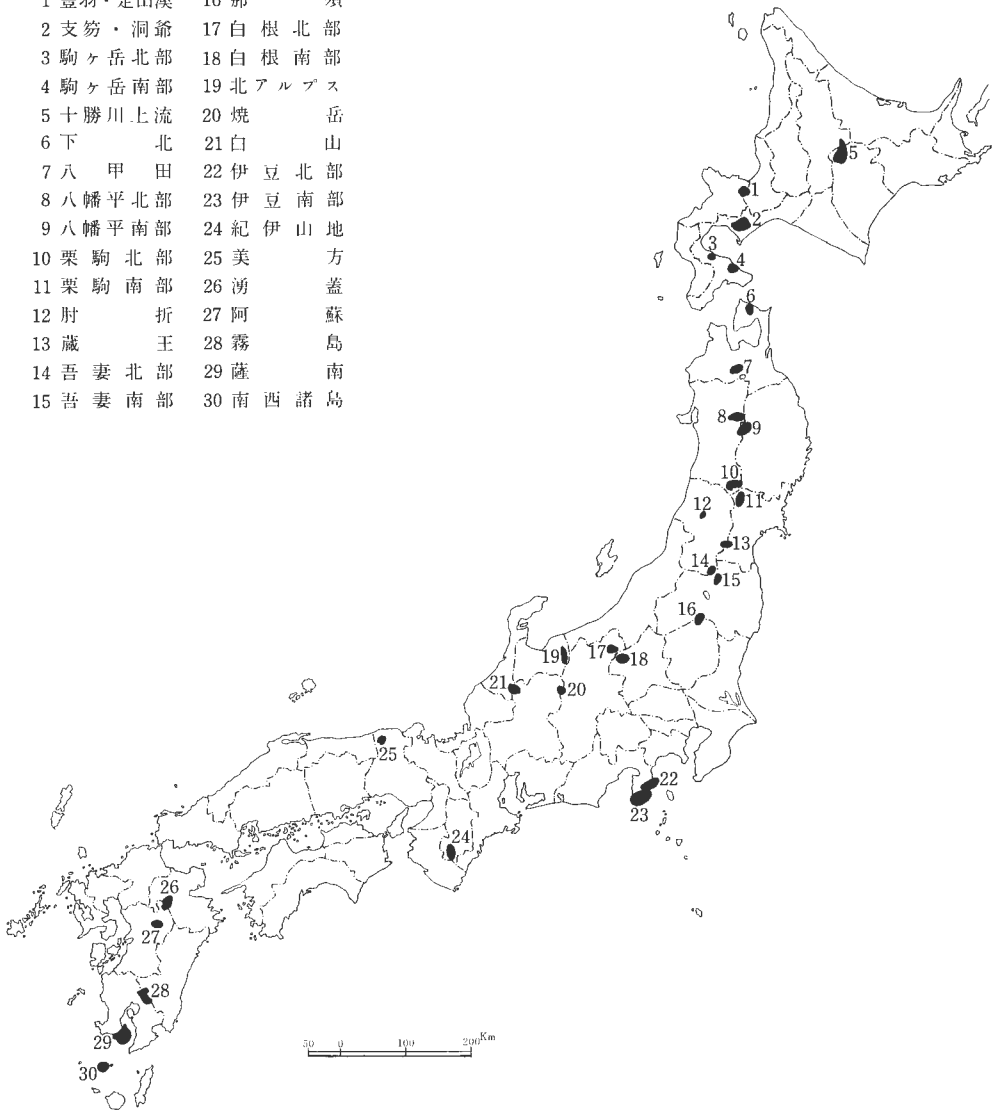 1 豊羽・定山渓 16 那須
2 支笏・洞爺 17 白根北部
3 駒ヶ岳北部 18 白根南部
4 駒ヶ岳南部 19 北アルプス
5 十勝川上流 20 焼岳
6 下北 21 白山
7 八甲田 22 伊豆北部
8 八幡平北部 23 伊豆南部
9 八幡平南部 24 紀伊山地
10 栗駒北部 25 美方
11 栗駒南部 26 湧蓋
12 肘折 27 阿蘇
13 蔵王 28 霧島
14 吾妻北部 29 薩南
15 吾妻南部 30 南西諸島
5
1
2
3
4
6
7
8
9
10
11
12
13
14
15
16
17
18
19
20
21
22
23
24
25
26
27
28
29
30
50 0 100 200 Km